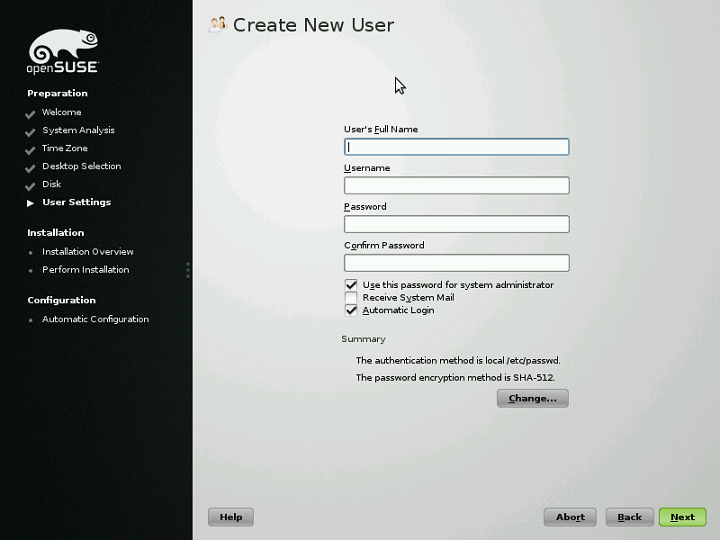 Create New User
openSUSE
Preparation
Welcome
System Analysis
Time Zone
Desktop Selection
Disk
User Settings
Installation
Installation Overview
Perform Installation
Configuration
Automatic Configuration
User's Full Name
Username
Password
Confirm Password
Use this password for system administrator
Receive System Mail
Automatic Login
Summary
The authentication method is local /etc/passwd.
The password encryption method is SHA-512.
Change...
Help
Abort
Back
Next